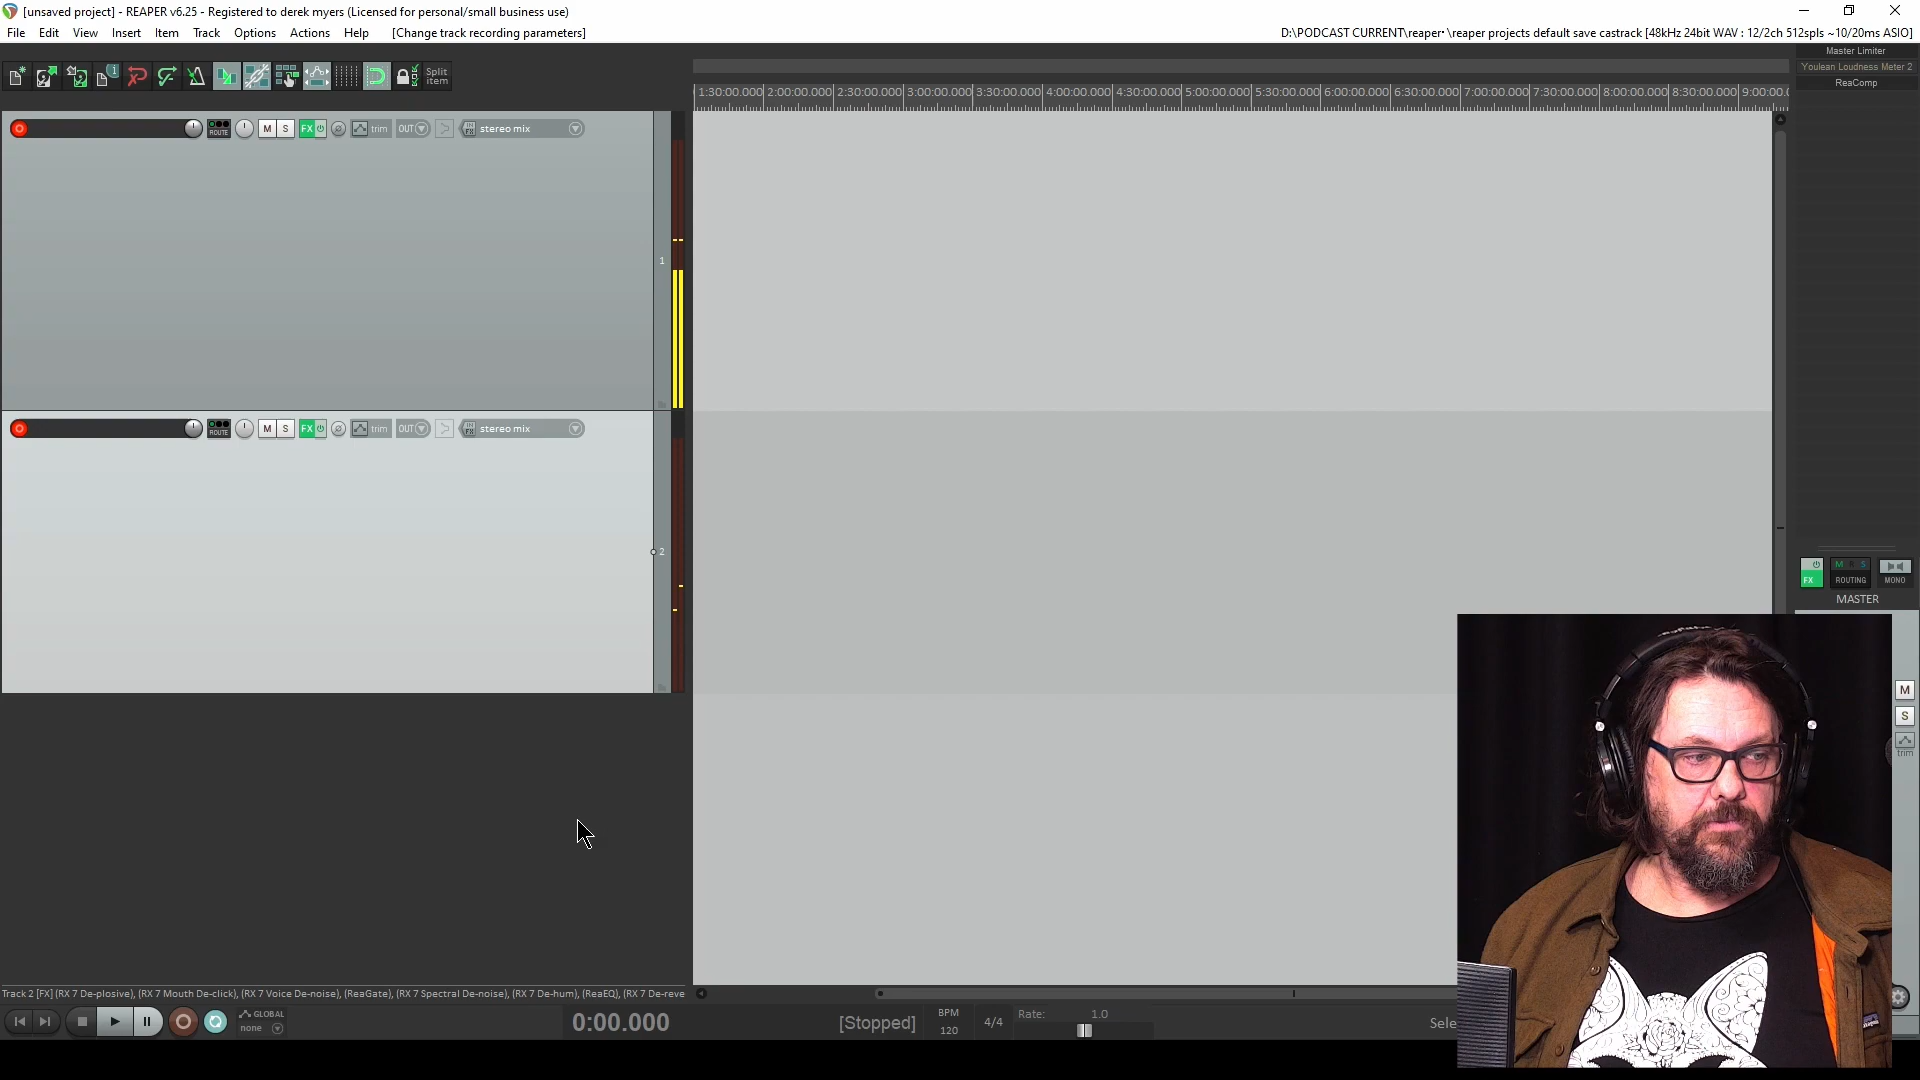 [unsaved project] - REAPER v6.25 - Registered to derek myers (Licensed for personal/small business use)
File Edit View Insert Item Track Options Actions Help [Change track recording parameters]
D:\PODCAST CURRENT\reaper·\reaper projects default save castrack [48kHz 24bit WAV : 12/2ch 512spls ~10/20ms ASIO]
Master Limiter
Youlean Loudness Meter 2
ReaComp
Split item
1:30:00.000 2:00:00.000 2:30:00.000 3:00:00.000 3:30:00.000 4:00:00.000 4:30:00.000 5:00:00.000 5:30:00.000 6:00:00.000 6:30:00.000 7:00:00.000 7:30:00.000 8:00:00.000 8:30:00.000 9:00:00.0
ROUTE M S FX trim OUT IN FX stereo mix
1
ROUTE M S FX trim OUT IN FX stereo mix
2
FX M R S ROUTING MONO
MASTER
M
S
trim
Track 2 [FX] (RX 7 De-plosive), (RX 7 Mouth De-click), (RX 7 Voice De-noise), (ReaGate), (RX 7 Spectral De-noise), (RX 7 De-hum), (ReaEQ), (RX 7 De-reve
GLOBAL
none
0:00.000
[Stopped]
BPM
120
4/4
Rate: 1.0
Sele